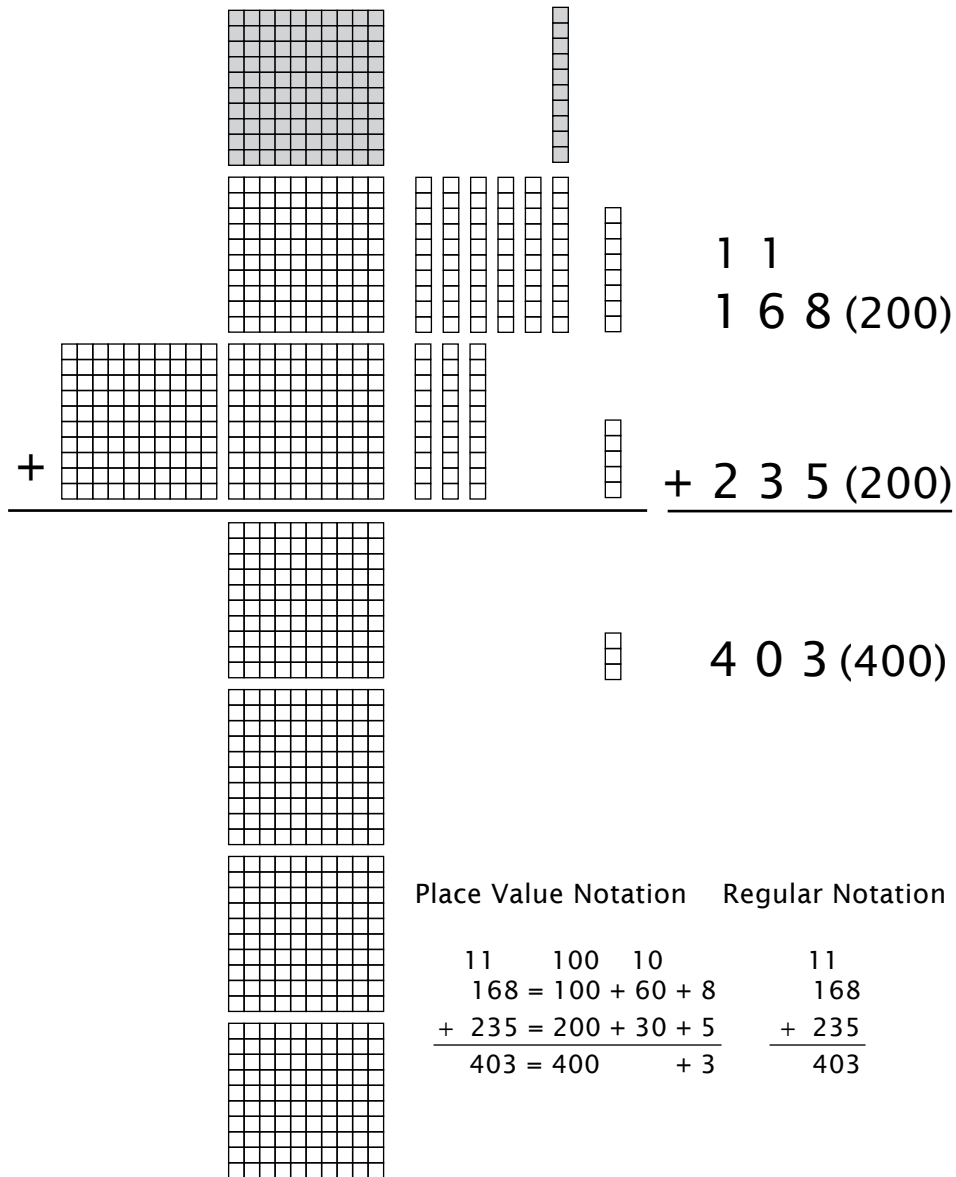 1 1
1 6 8 (200)
+
+ 2 3 5 (200)
4 0 3 (400)
Place Value Notation Regular Notation
11 100 10 11
168 = 100 + 60 + 8 168
+ 235 = 200 + 30 + 5 + 235
403 = 400 + 3 403